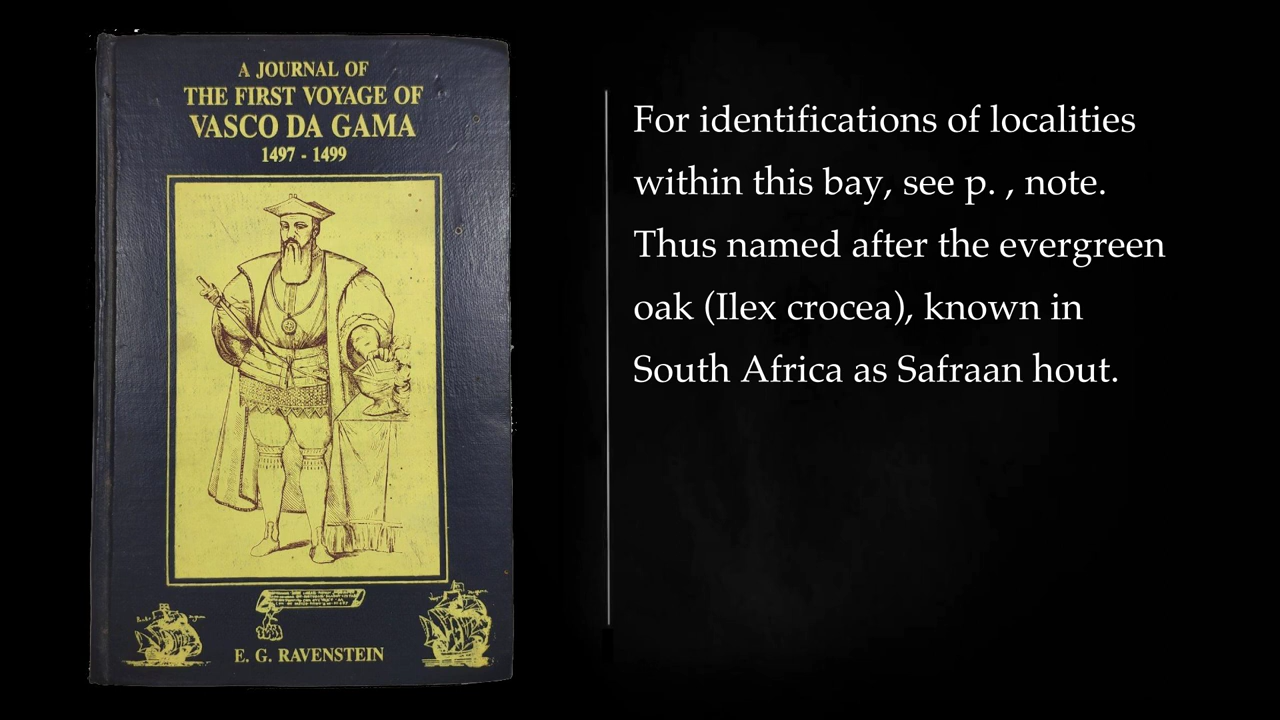 A JOURNAL OF
THE FIRST VOYAGE OF
VASCO DA GAMA
1497 - 1499
E. G. RAVENSTEIN
For identifications of localities
within this bay, see p. , note.
Thus named after the evergreen
oak (Ilex crocea), known in
South Africa as Safraan hout.